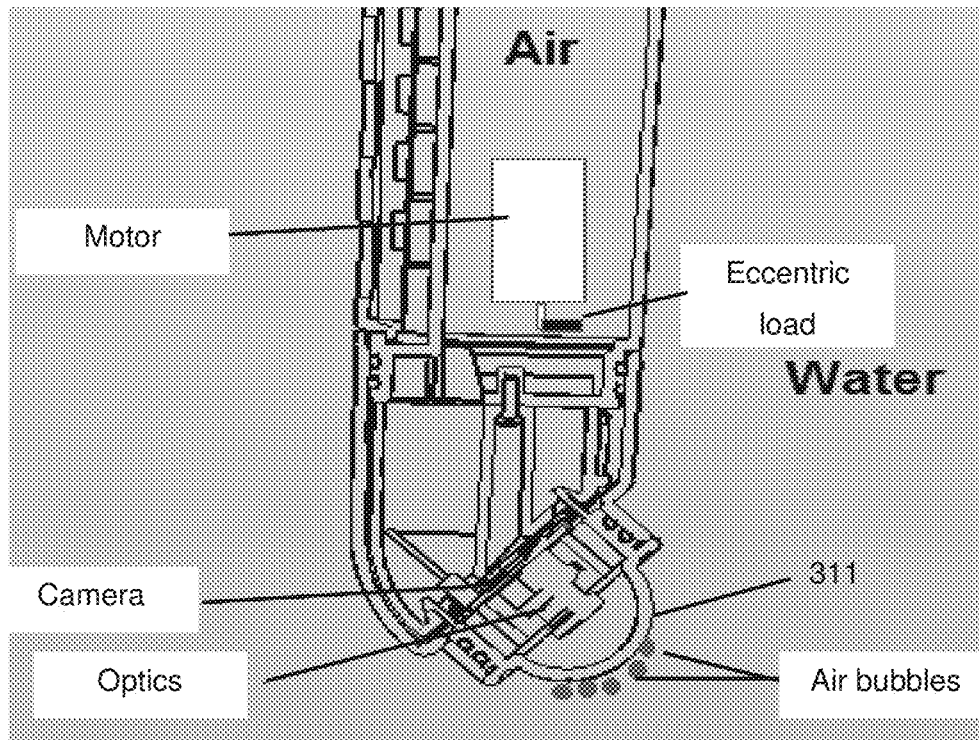 Air
Motor
Eccentric
load
Water
Camera
311
Optics
Air bubbles